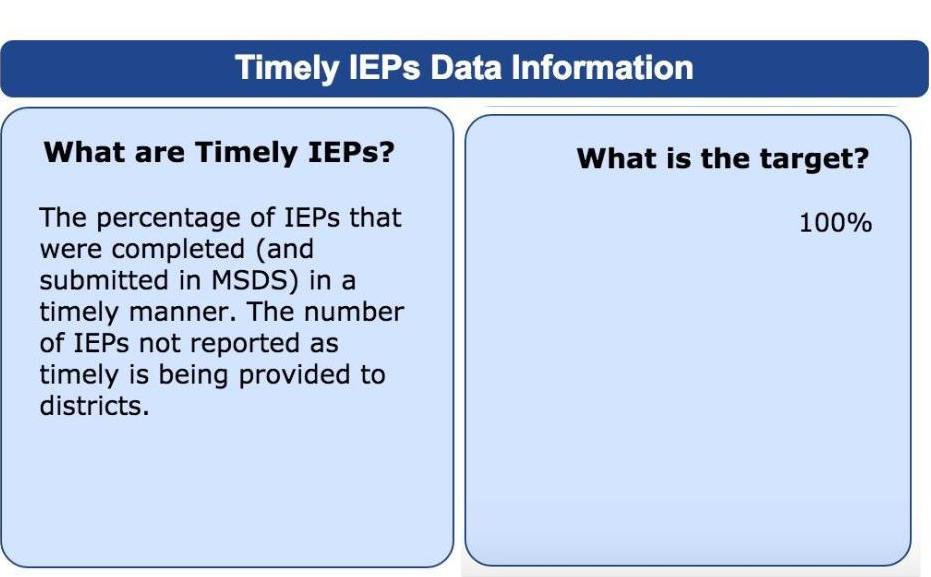 Timely IEPs Data Information
What are Timely IEPs?
The percentage of IEPs that
were completed (and
submitted in MSDS) in a
timely manner. The number
of IEPs not reported as
timely is being provided to
districts.
What is the target?
100%